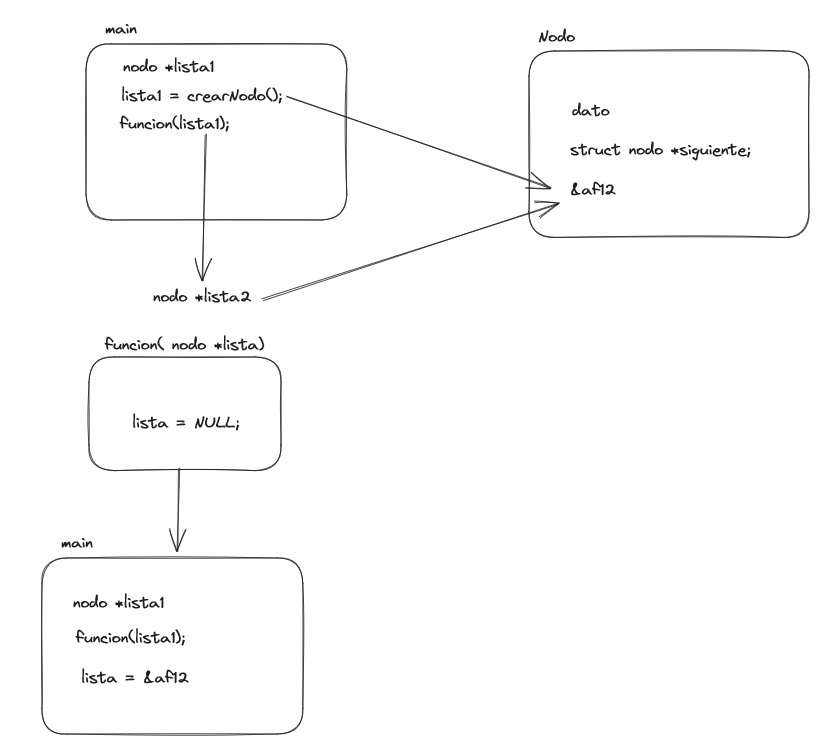 main
nodo *lista1
lista1 = crearNodo();
funcion(lista1);
Nodo
dato
struct nodo *siguiente;
&af12
nodo *lista2
funcion( nodo *lista)
lista = NULL;
main
nodo *lista1
funcion(lista1);
lista = &af12